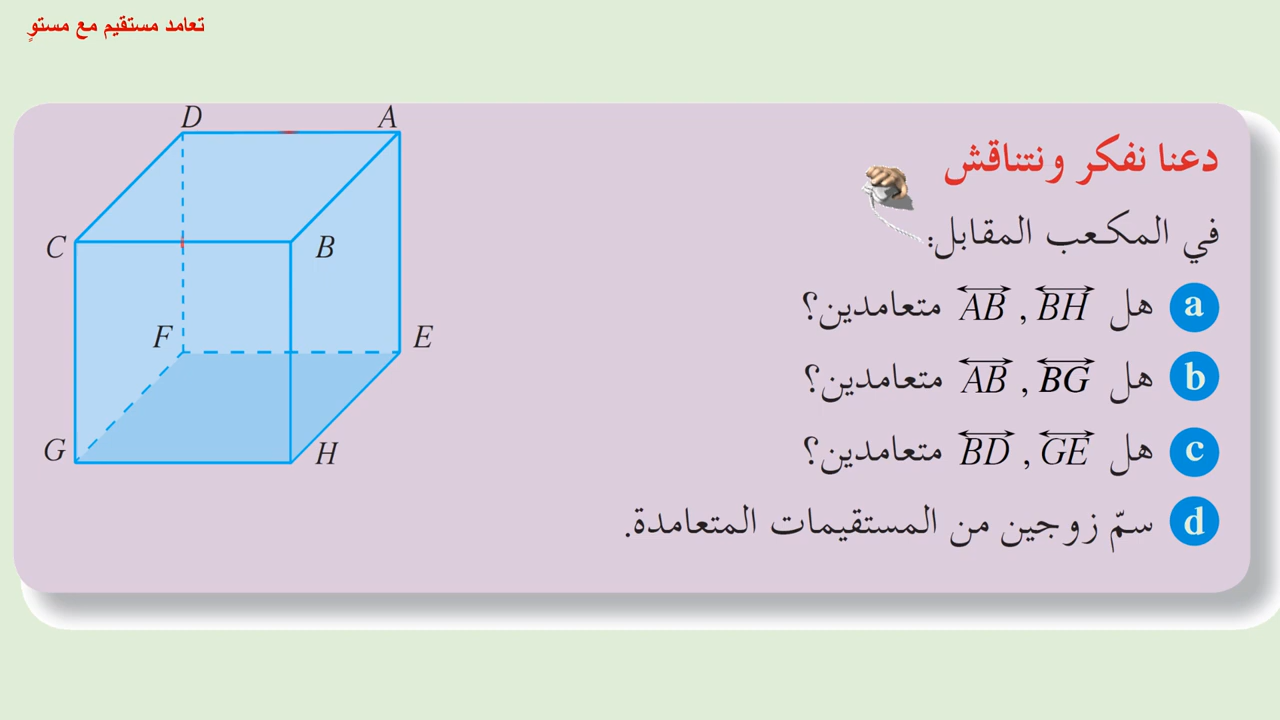 تعامد مستقيم مع مستوٍ
دعنا نفكر ونتناقش
في المكعب المقابل:
a هل BH , AB متعامدين؟
b هل BG , AB متعامدين؟
c هل GE , BD متعامدين؟
d سمّ زوجين من المستقيمات المتعامدة.
D A
C B
F E
G H